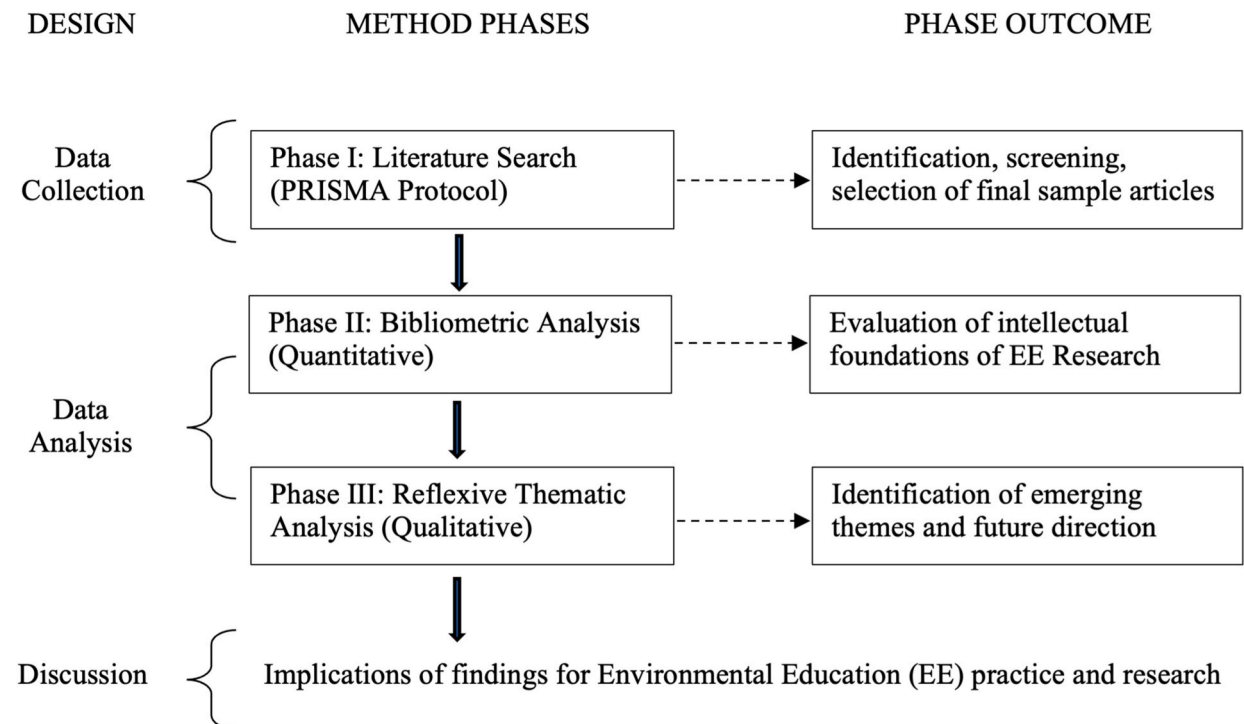 DESIGN
METHOD PHASES
PHASE OUTCOME
Data
Collection
Phase I: Literature Search
(PRISMA Protocol)
Identification, screening,
selection of final sample articles
Data
Analysis
Phase II: Bibliometric Analysis
(Quantitative)
Evaluation of intellectual
foundations of EE Research
Phase III: Reflexive Thematic
Analysis (Qualitative)
Identification of emerging
themes and future direction
Discussion
Implications of findings for Environmental Education (EE) practice and research